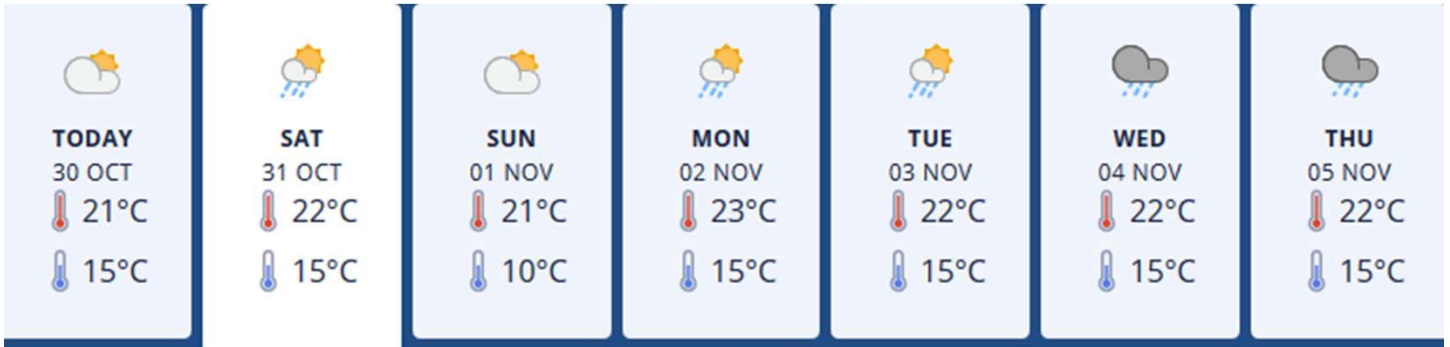 TODAY
30 OCT
21°C
15°C
SAT
31 OCT
22°C
15°C
SUN
01 NOV
21°C
10°C
MON
02 NOV
23°C
15°C
TUE
03 NOV
22°C
15°C
WED
04 NOV
22°C
15°C
THU
05 NOV
22°C
15°C